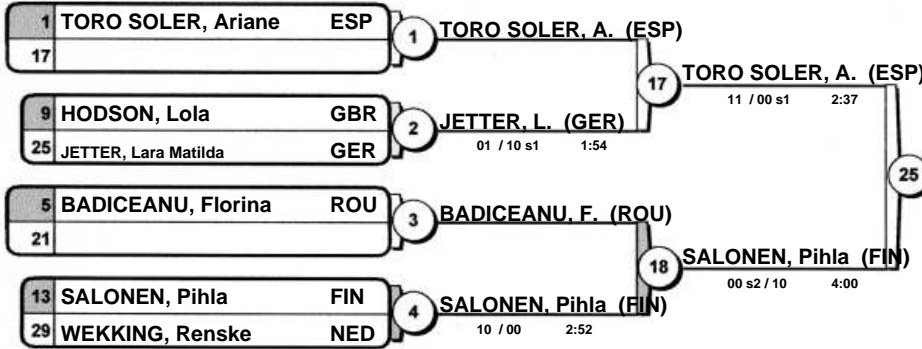 1 TORO SOLER, Ariane ESP
17
1 TORO SOLER, A. (ESP)
9 HODSON, Lola GBR
25 JETTER, Lara Matilda GER
2 JETTER, L. (GER)
01 / 10 s1 1:54
17 TORO SOLER, A. (ESP)
11 / 00 s1 2:37
5 BADICEANU, Florina ROU
21
3 BADICEANU, F. (ROU)
13 SALONEN, Pihla FIN
29 WEKKING, Renske NED
4 SALONEN, Pihla (FIN)
10 / 00 2:52
18 SALONEN, Pihla (FIN)
00 s2 / 10 4:00
25